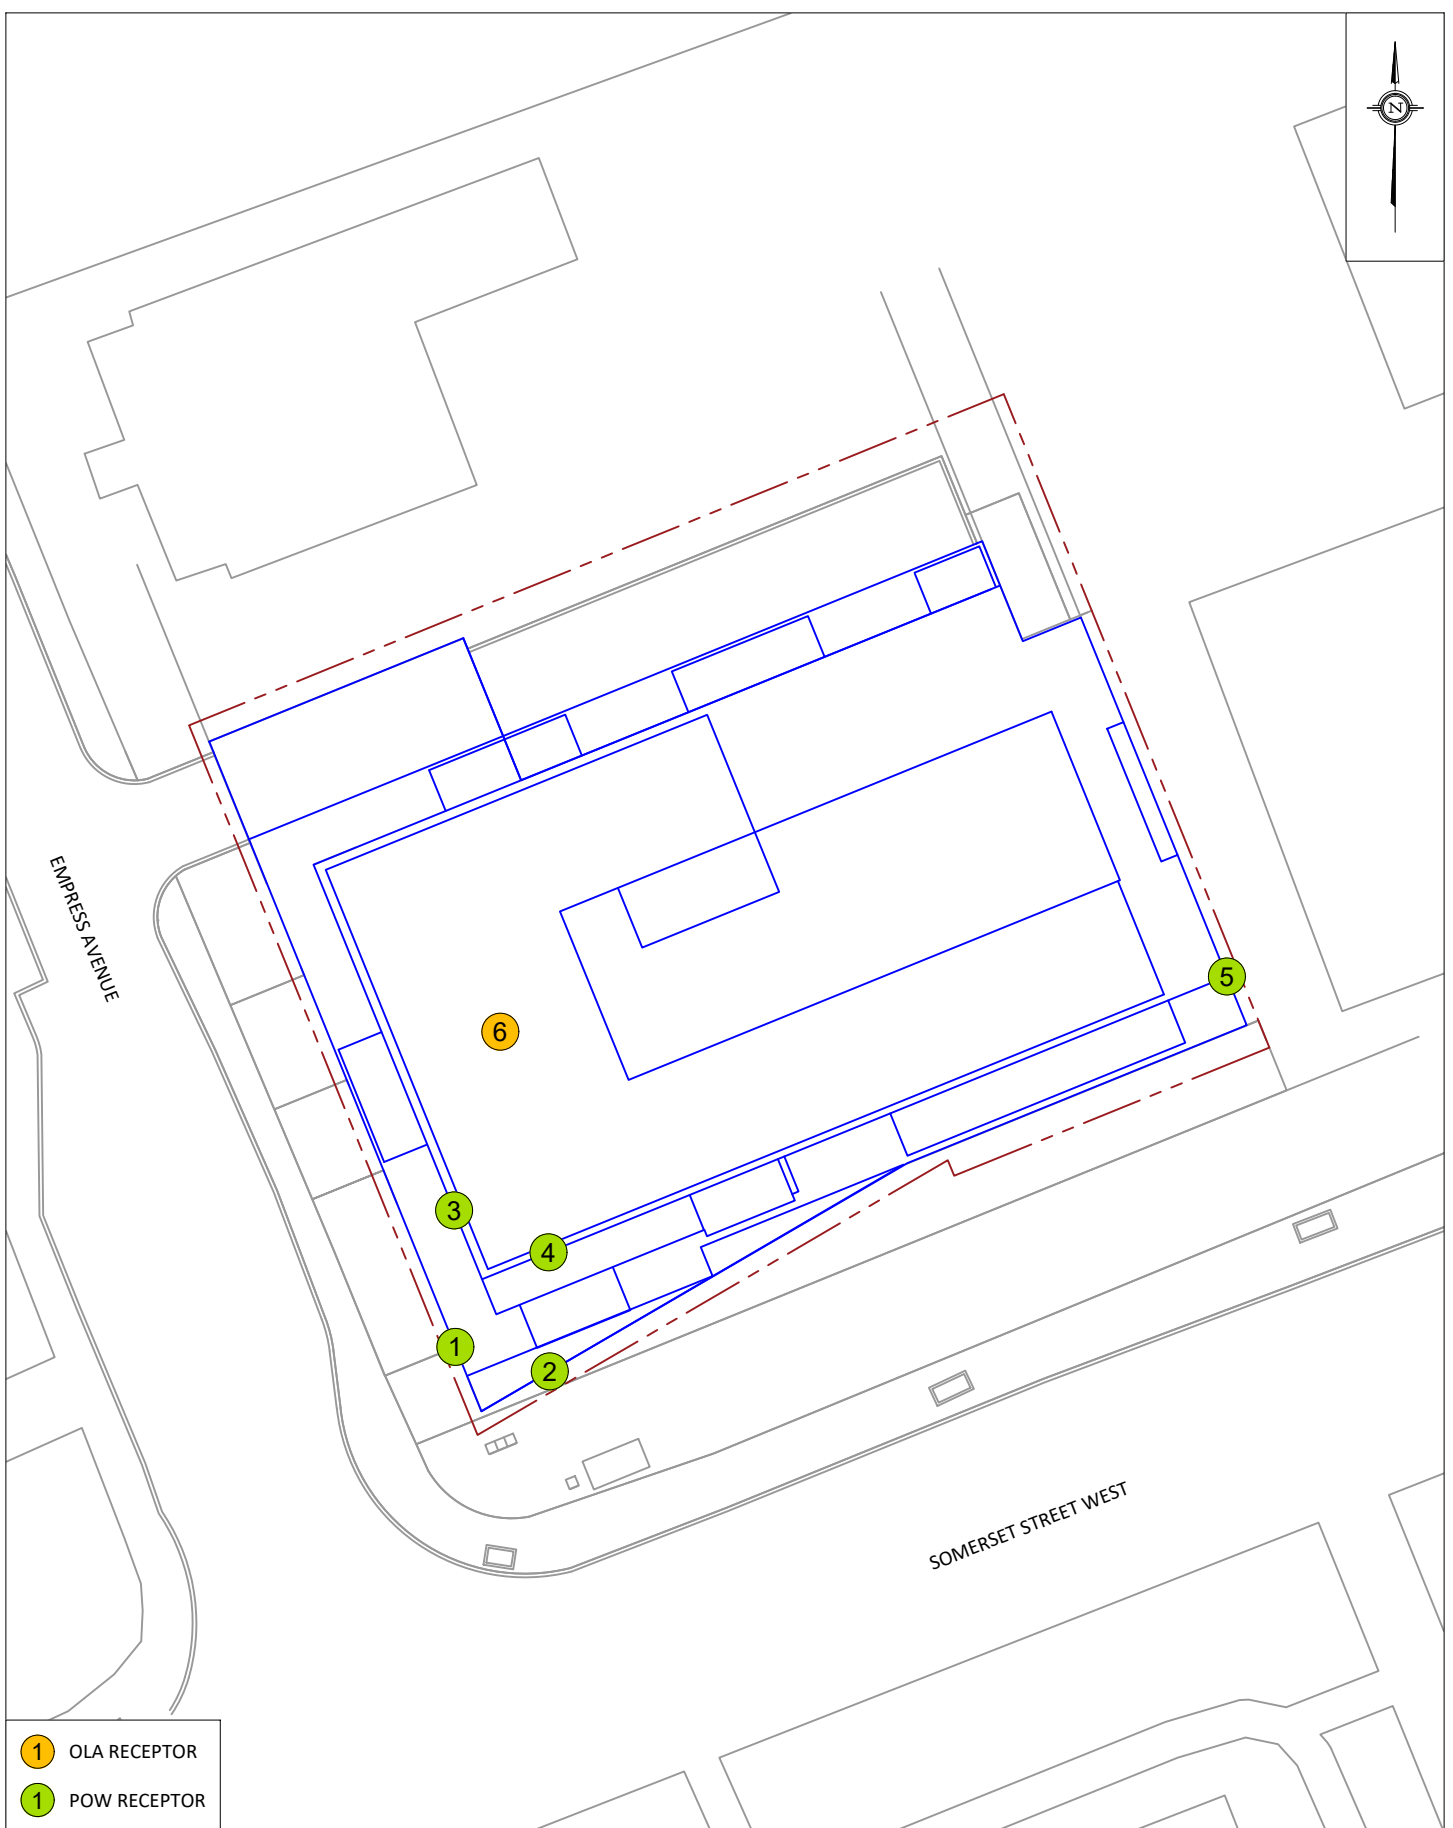 N
EMPRESS AVENUE
6
5
3
4
1
2
SOMERSET STREET WEST
1 OLA RECEPTOR
1 POW RECEPTOR